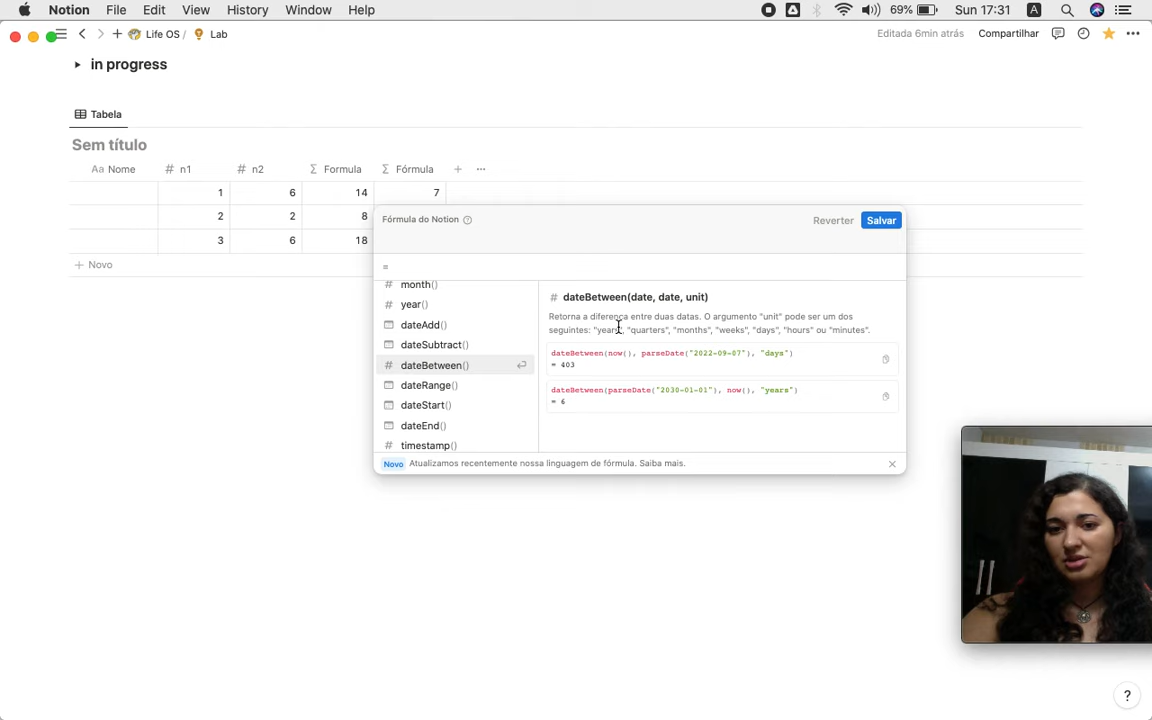 Notion File Edit View History Window Help 69% Sun 17:31 A
Life OS / Lab Editada 6min atrás Compartilhar
in progress
Tabela
Sem título
Aa Nome # n1 # n2 Σ Formula Σ Fórmula + •••
1 6 14 7
2 2 8
3 6 18
+ Novo
Fórmula do Notion Reverter Salvar
=
# month()
# year()
dateAdd()
dateSubtract()
# dateBetween()
# dateRange()
dateStart()
dateEnd()
# timestamp()
# dateBetween(date, date, unit)
Retorna a diferença entre duas datas. O argumento "unit" pode ser um dos
seguintes: "years", "quarters", "months", "weeks", "days", "hours" ou "minutes".
dateBetween(now(), parseDate("2022-09-07"), "days")
= 403
dateBetween(parseDate("2030-01-01"), now(), "years")
= 6
Novo Atualizamos recentemente nossa linguagem de fórmula. Saiba mais.
?